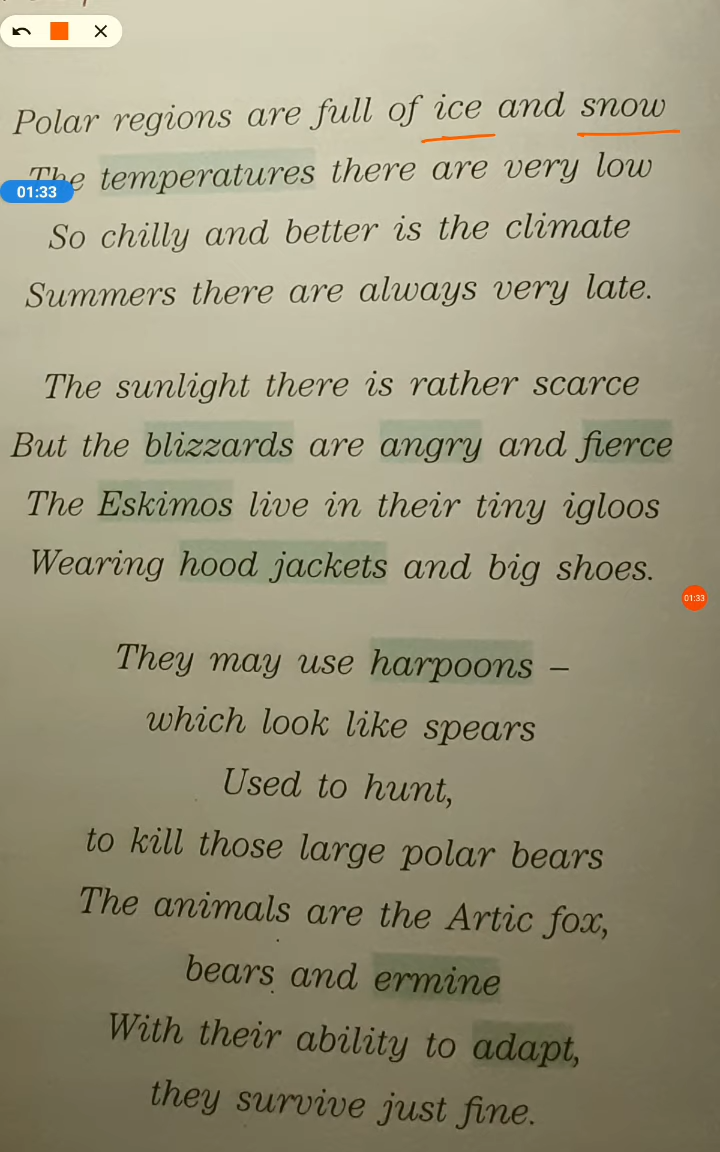 Polar regions are full of ice and snow
01:33
The temperatures there are very low
So chilly and better is the climate
Summers there are always very late.
The sunlight there is rather scarce
But the blizzards are angry and fierce
The Eskimos live in their tiny igloos
Wearing hood jackets and big shoes.
01:33
They may use harpoons –
which look like spears
Used to hunt,
to kill those large polar bears
The animals are the Artic fox,
bears and ermine
With their ability to adapt,
they survive just fine.